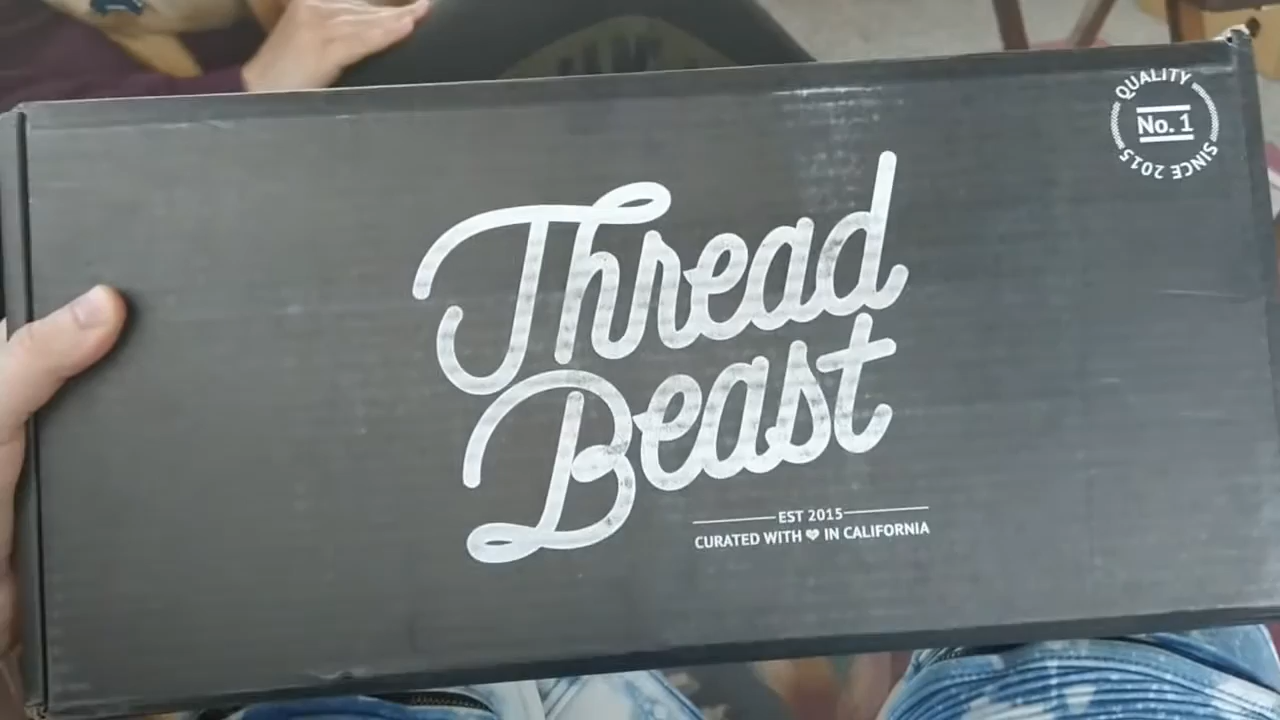 Thread
Beast
EST 2015
CURATED WITH ❤ IN CALIFORNIA
QUALITY
No. 1
SINCE 2015